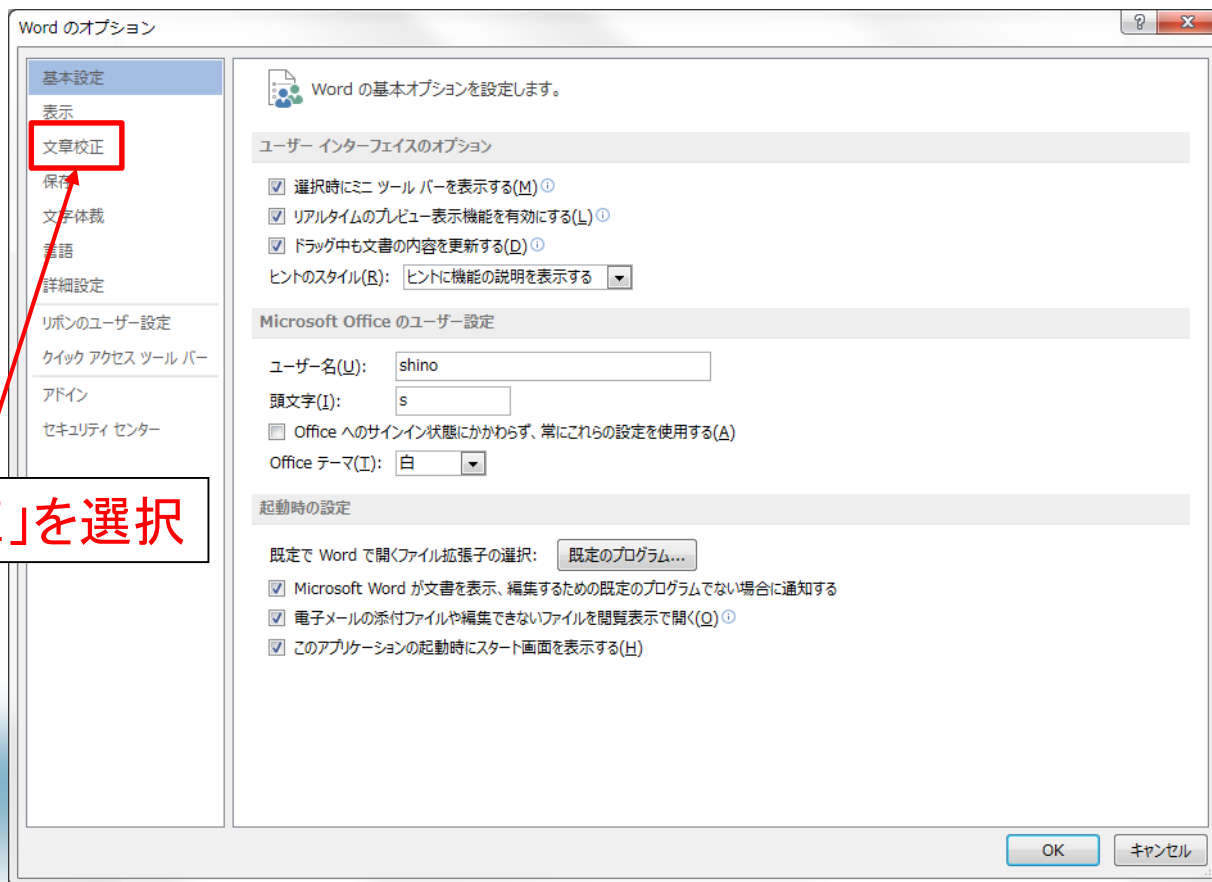 Word のオプション
基本設定
表示
文章校正
保存
文字体裁
言語
詳細設定
リボンのユーザー設定
クイック アクセス ツール バー
アドイン
セキュリティ センター
」を選択
Word の基本オプションを設定します。
ユーザー インターフェイスのオプション
選択時にミニ ツール バーを表示する(M)
リアルタイムのプレビュー表示機能を有効にする(L)
ドラッグ中も文書の内容を更新する(D)
ヒントのスタイル(R): ヒントに機能の説明を表示する
Microsoft Office のユーザー設定
ユーザー名(U): shino
頭文字(I): s
Office へのサインイン状態にかかわらず、常にこれらの設定を使用する(A)
Office テーマ(T): 白
起動時の設定
既定で Word で開くファイル拡張子の選択: 既定のプログラム...
Microsoft Word が文書を表示、編集するための既定のプログラムでない場合に通知する
電子メールの添付ファイルや編集できないファイルを閲覧表示で開く(O)
このアプリケーションの起動時にスタート画面を表示する(H)
OK キャンセル